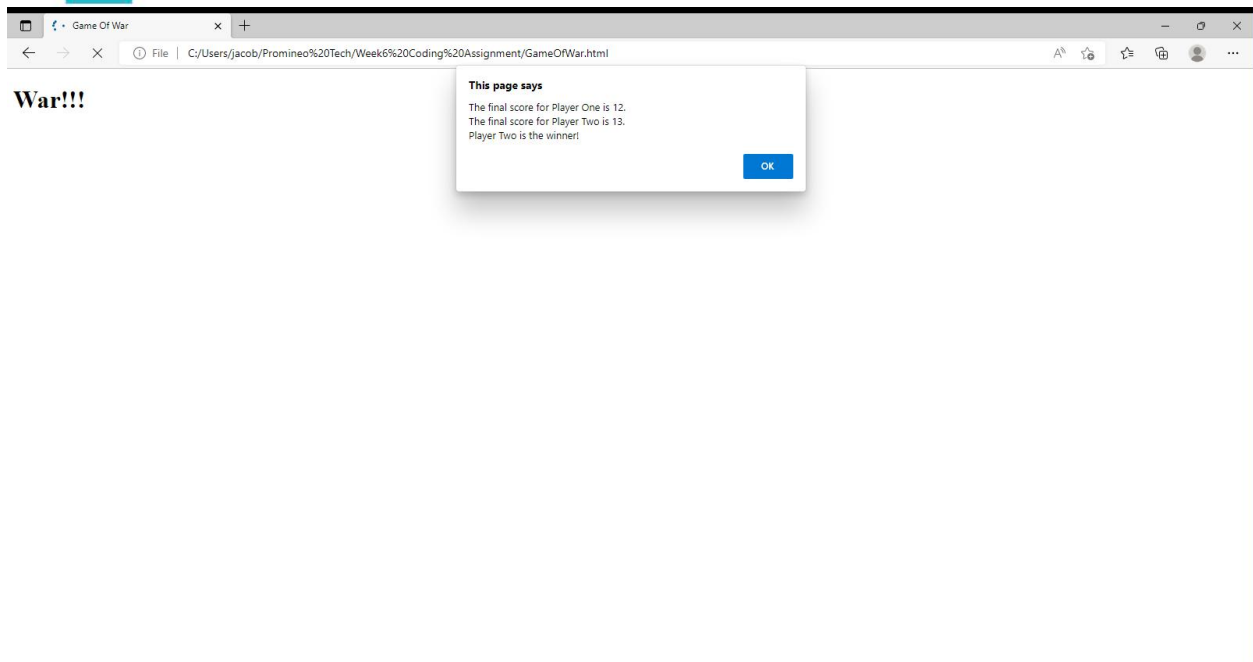 Game Of War
File C:/Users/jacob/Promineo%20Tech/Week6%20Coding%20Assignment/GameOfWar.html
War!!!
This page says
The final score for Player One is 12.
The final score for Player Two is 13.
Player Two is the winner!
OK